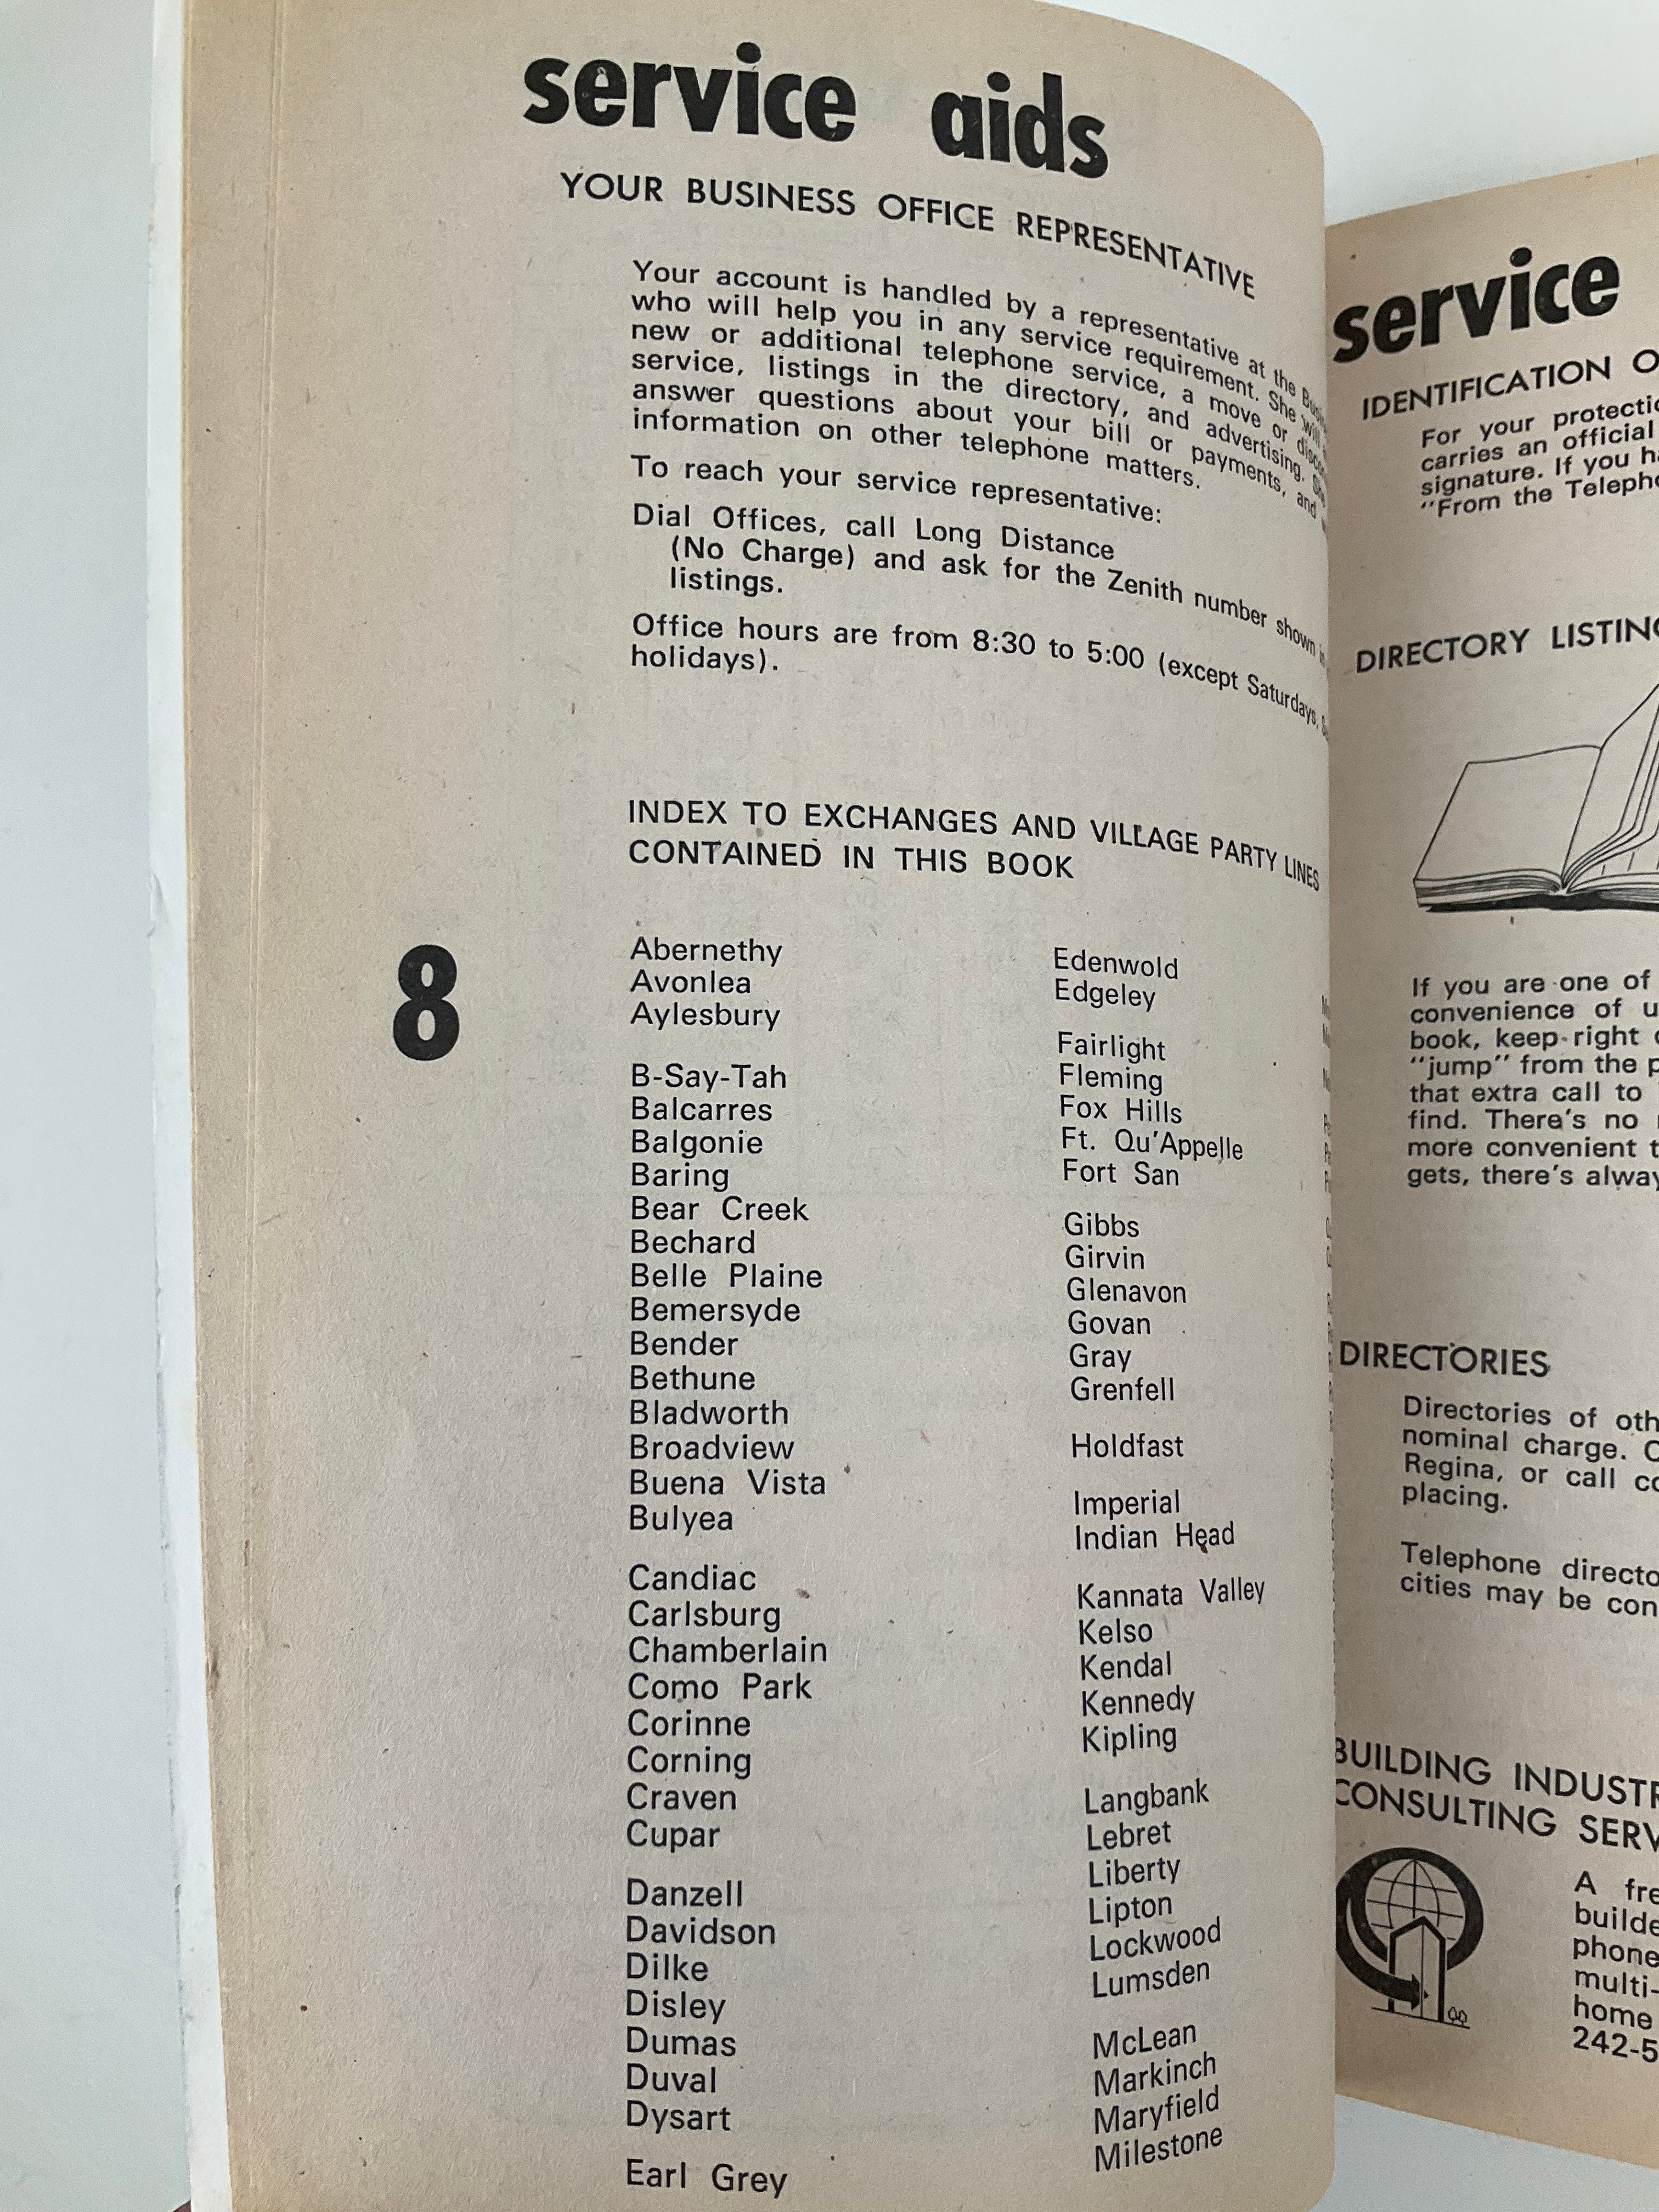 service aids
YOUR BUSINESS OFFICE REPRESENTATIVE
Your account is handled by a representative at the
who will help you in any service requirement. She will
new or additional telephone service, a move or
service, listings in the directory, and advertising. She
answer questions about your bill or payments, and
information on other telephone matters.
To reach your service representative:
Dial Offices, call Long Distance
(No Charge) and ask for the Zenith number shown in
listings.
Office hours are from 8:30 to 5:00 (except Saturdays,
holidays).
INDEX TO EXCHANGES AND VILLAGE PARTY LINES
CONTAINED IN THIS BOOK
8
Abernethy
Avonlea
Aylesbury
B-Say-Tah
Balcarres
Balgonie
Baring
Bear Creek
Bechard
Belle Plaine
Bemersyde
Bender
Bethune
Bladworth
Broadview
Buena Vista
Bulyea
Candiac
Carlsburg
Chamberlain
Como Park
Corinne
Corning
Craven
Cupar
Danzell
Davidson
Dilke
Disley
Dumas
Duval
Dysart
Earl Grey
Edenwold
Edgeley
Fairlight
Fleming
Fox Hills
Ft. Qu'Appelle
Fort San
Gibbs
Girvin
Glenavon
Govan
Gray
Grenfell
Holdfast
Imperial
Indian Head
Kannata Valley
Kelso
Kendal
Kennedy
Kipling
Langbank
Lebret
Liberty
Lipton
Lockwood
Lumsden
McLean
Markinch
Maryfield
Milestone
service
IDENTIFICATION
For your
carries an official
signature. If you
"From the
DIRECTORY
If you are one of
convenience of
book, keep right
"jump" from the
that extra call to
find. There's no
more convenient
gets, there's
DIRECTORIES
Directories of
nominal charge.
Regina, or call
placing.
Telephone
cities may be
BUILDING
CONSULTING
A
phone
home